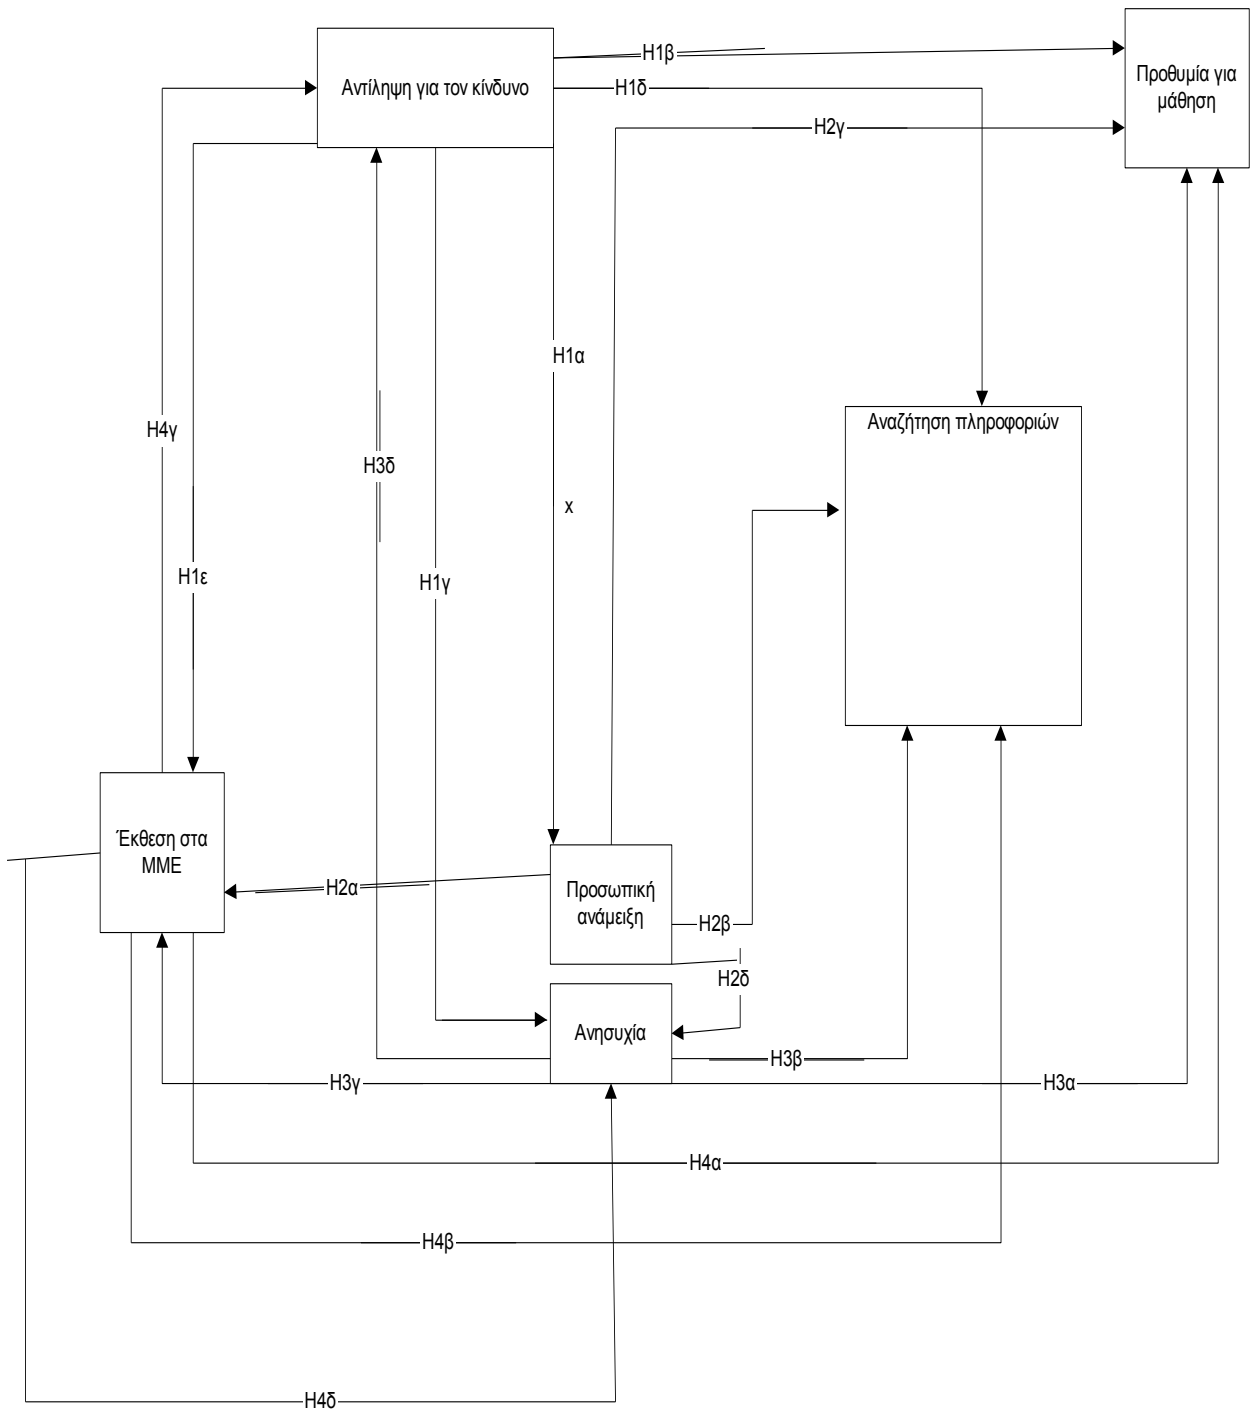 Η1β
Αντίληψη για τον κίνδυνο
Η1δ
Προθυμία για
μάθηση
Η2γ
Η1α
Η4γ
Αναζήτηση πληροφοριών
Η3δ
x
Η1ε
Η1γ
Έκθεση στα
ΜΜΕ
Η2α
Προσωπική
ανάμειξη
Η2β
Η2δ
Ανησυχία
Η3β
Η3γ
Η3α
Η4α
Η4β
Η4δ